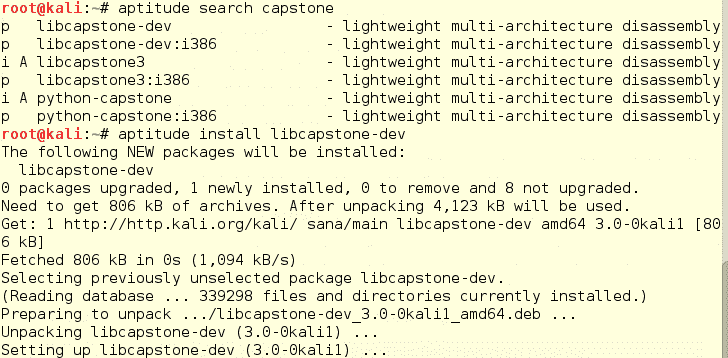 root@kali:~# aptitude search capstone
p   libcapstone-dev                 - lightweight multi-architecture disassembly
p   libcapstone-dev:i386            - lightweight multi-architecture disassembly
i A libcapstone3                    - lightweight multi-architecture disassembly
p   libcapstone3:i386               - lightweight multi-architecture disassembly
i A python-capstone                 - lightweight multi-architecture disassembly
p   python-capstone:i386            - lightweight multi-architecture disassembly
root@kali:~# aptitude install libcapstone-dev
The following NEW packages will be installed:
  libcapstone-dev
0 packages upgraded, 1 newly installed, 0 to remove and 8 not upgraded.
Need to get 806 kB of archives. After unpacking 4,123 kB will be used.
Get: 1 http://http.kali.org/kali/ sana/main libcapstone-dev amd64 3.0-0kali1 [80
6 kB]
Fetched 806 kB in 0s (1,094 kB/s)
Selecting previously unselected package libcapstone-dev.
(Reading database ... 339298 files and directories currently installed.)
Preparing to unpack .../libcapstone-dev_3.0-0kali1_amd64.deb ...
Unpacking libcapstone-dev (3.0-0kali1) ...
Setting up libcapstone-dev (3.0-0kali1) ...